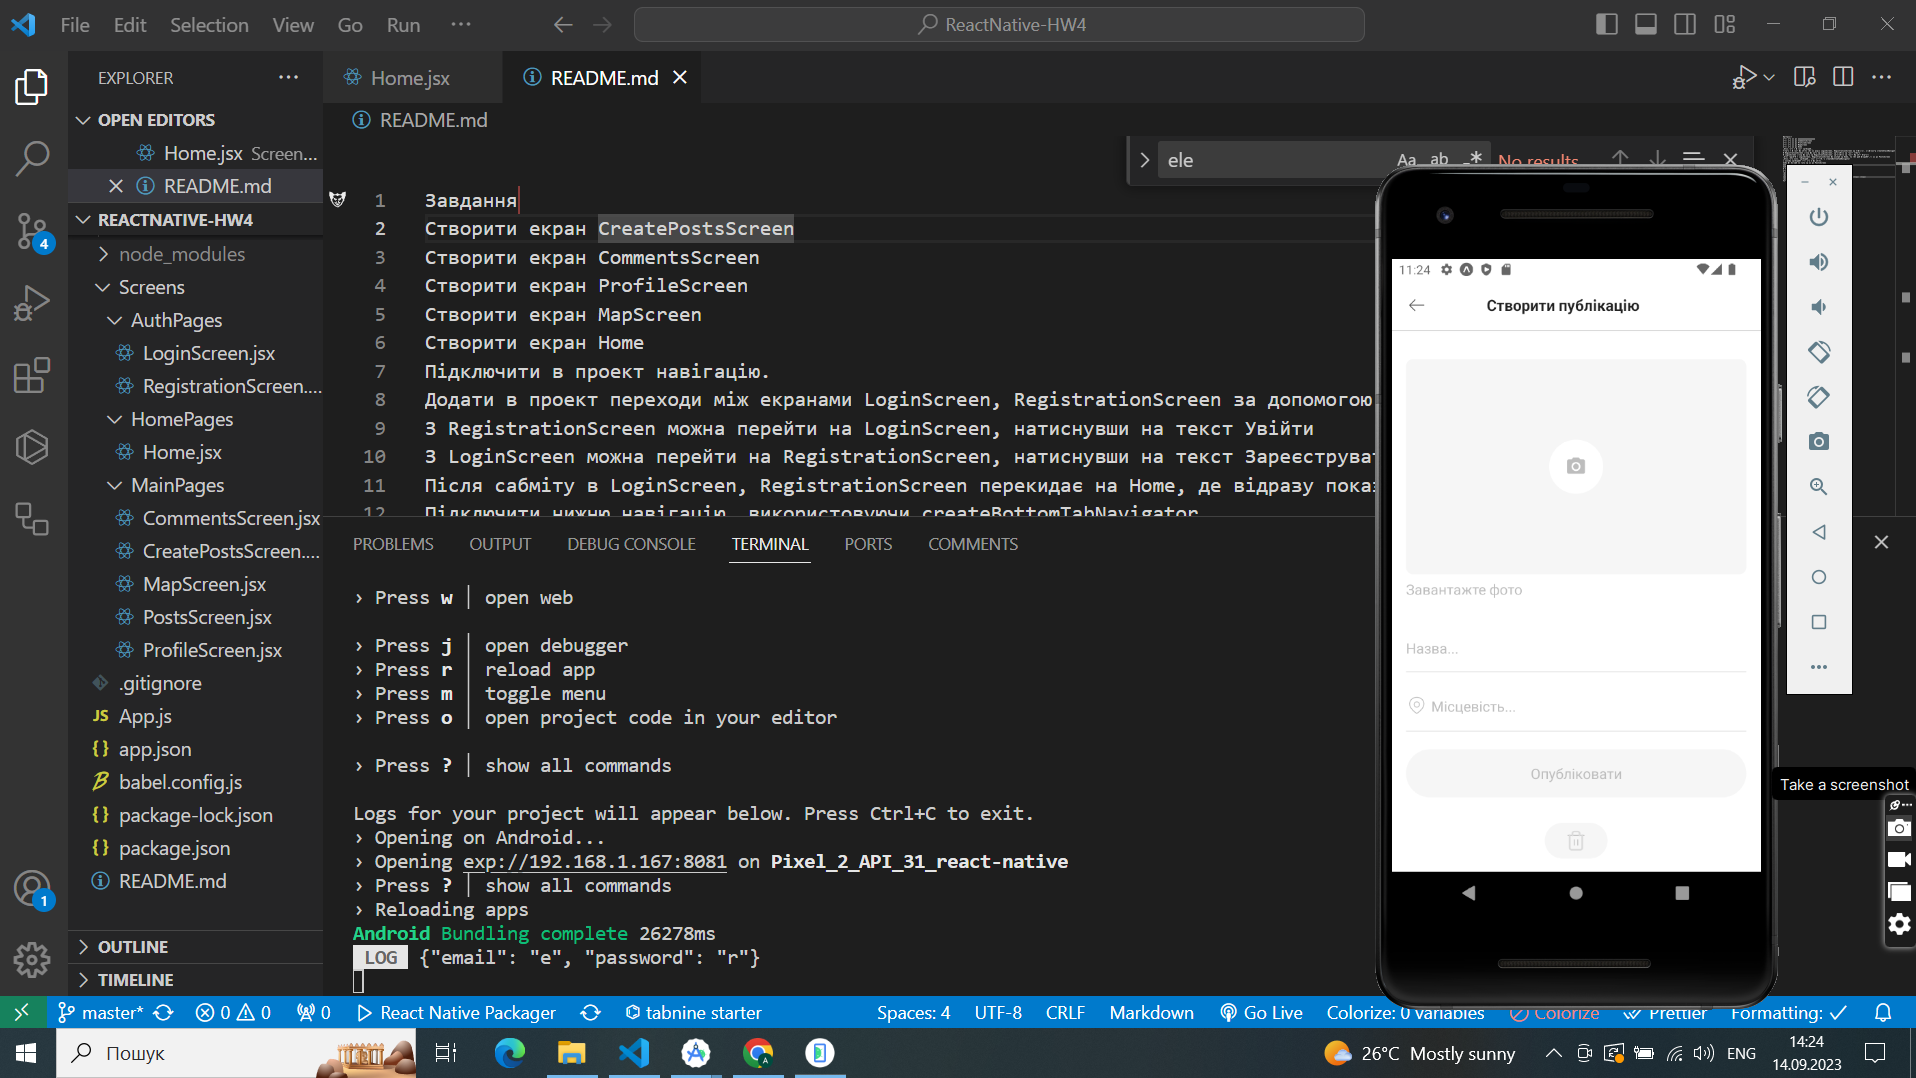 File Edit Selection View Go Run ···
ReactNative-HW4
EXPLORER
OPEN EDITORS
Home.jsx Screen...
README.md
REACTNATIVE-HW4
node_modules
Screens
AuthPages
LoginScreen.jsx
RegistrationScreen....
HomePages
Home.jsx
MainPages
CommentsScreen.jsx
CreatePostsScreen....
MapScreen.jsx
PostsScreen.jsx
ProfileScreen.jsx
.gitignore
JS App.js
{} app.json
babel.config.js
{} package-lock.json
{} package.json
README.md
OUTLINE
TIMELINE
4
1
Home.jsx
README.md
README.md
ele
Aa ab .*
No results
1 Завдання
2 Створити екран CreatePostsScreen
3 Створити екран CommentsScreen
4 Створити екран ProfileScreen
5 Створити екран MapScreen
6 Створити екран Home
7 Підключити в проект навігацію.
8 Додати в проект переходи між екранами LoginScreen, RegistrationScreen за допомогою
9 З RegistrationScreen можна перейти на LoginScreen, натиснувши на текст Увійти
10 З LoginScreen можна перейти на RegistrationScreen, натиснувши на текст Зареєструват
11 Після сабміту в LoginScreen, RegistrationScreen перекидає на Home, де відразу показ
12 Підключити нижню навігацію, використовуючи createBottomTabNavigator
PROBLEMS OUTPUT DEBUG CONSOLE TERMINAL PORTS COMMENTS
› Press w │ open web
› Press j │ open debugger
› Press r │ reload app
› Press m │ toggle menu
› Press o │ open project code in your editor
› Press ? │ show all commands
Logs for your project will appear below. Press Ctrl+C to exit.
› Opening on Android...
› Opening exp://192.168.1.167:8081 on Pixel_2_API_31_react-native
› Press ? │ show all commands
› Reloading apps
Android Bundling complete 26278ms
LOG {"email": "e", "password": "r"}
11:24
Створити публікацію
Завантажте фото
Назва...
Місцевість...
Опубліковати
Take a screenshot
master* 0 0 0 React Native Packager tabnine starter
Spaces: 4 UTF-8 CRLF Markdown Go Live Colorize: 0 variables Colorize Prettier Formatting: ✓
Пошук
26°C Mostly sunny
ENG
14:24
14.09.2023